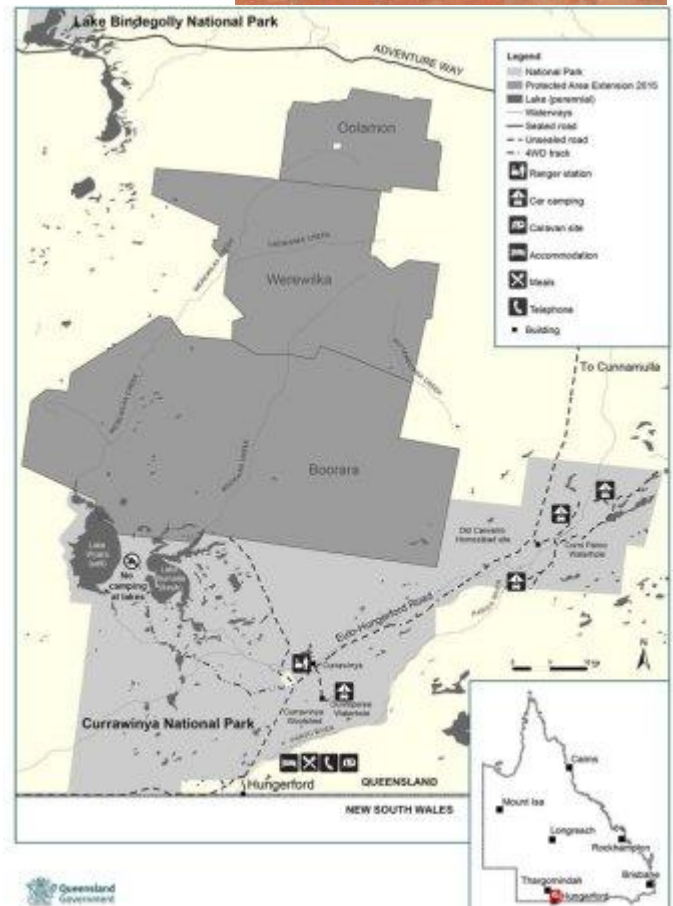 Lake Bindegolly National Park
ADVENTURE WAY
Legend
National Park
Protected Area Extension 2015
Lake (perennial)
Waterways
Sealed road
Unsealed road
4WD track
Ranger station
Car camping
Caravan site
Accommodation
Meals
Telephone
Building
Oolamon
Werewilka
To Cunnamulla
Boorara
Lake
No
camping
at lakes
Old Caiwarro
Homestead site
Waterhole
Eulo-Hungerford Road
Currawinya
Currawinya
Woolshed
Waterhole
Currawinya National Park
N
Hungerford
QUEENSLAND
NEW SOUTH WALES
Cairns
Mount Isa
Longreach
Rockhampton
Thargomindah
Brisbane
Hungerford
Queensland
Government